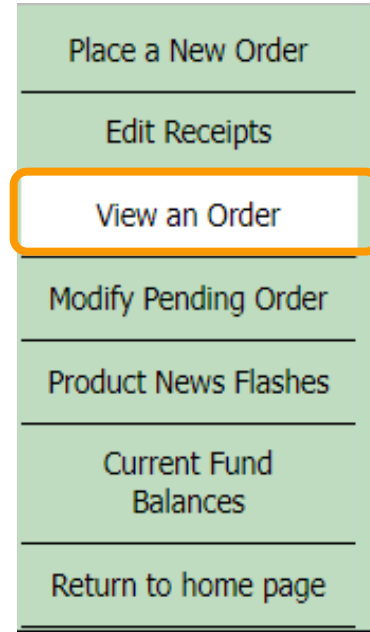 Place a New Order
Edit Receipts
View an Order
Modify Pending Order
Product News Flashes
Current Fund
Balances
Return to home page